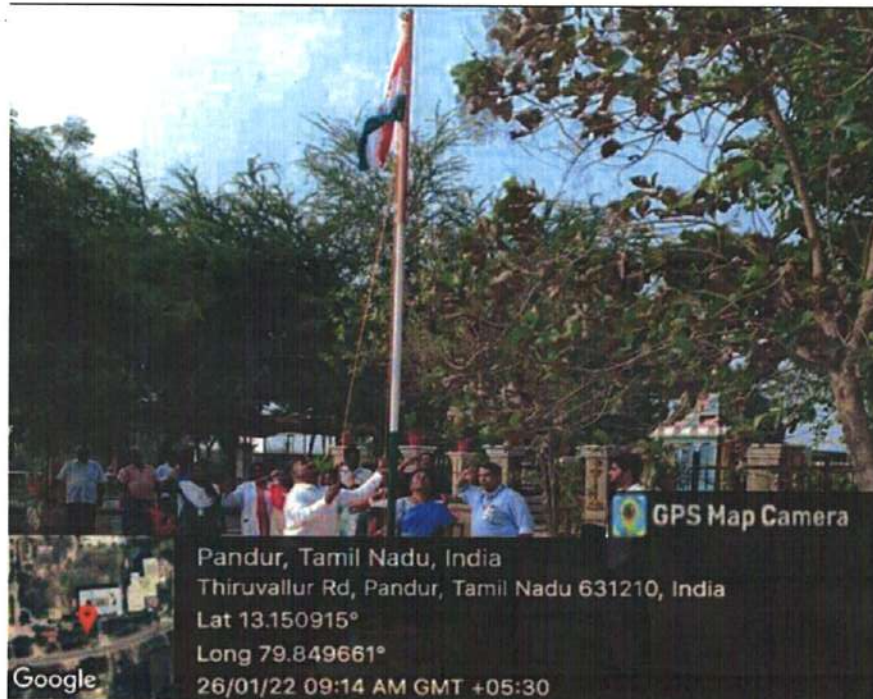 GPS Map Camera
Pandur, Tamil Nadu, India
Thiruvallur Rd, Pandur, Tamil Nadu 631210, India
Lat 13.150915°
Long 79.849661°
26/01/22 09:14 AM GMT +05:30
Google